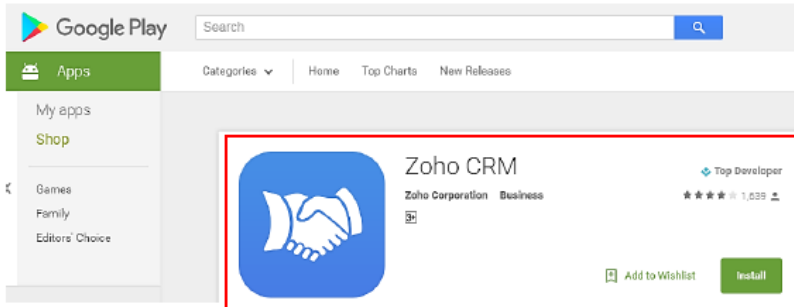 Google Play
Search
Apps
Categories Home Top Charts New Releases
My apps
Shop
Games
Family
Editors' Choice
Zoho CRM
Top Developer
Zoho Corporation Business
1,639
3+
Add to Wishlist
Install